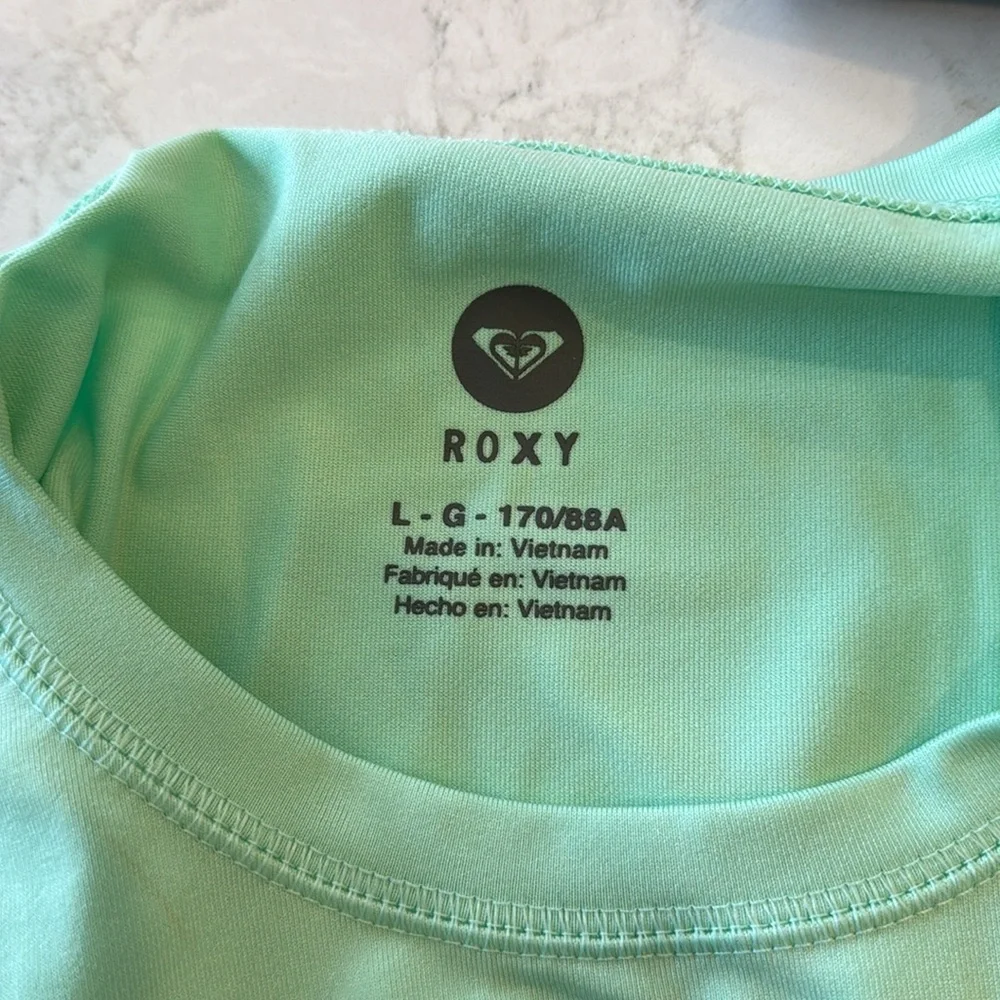 ROXY
L - G - 170/88A
Made in: Vietnam
Fabriqué en: Vietnam
Hecho en: Vietnam